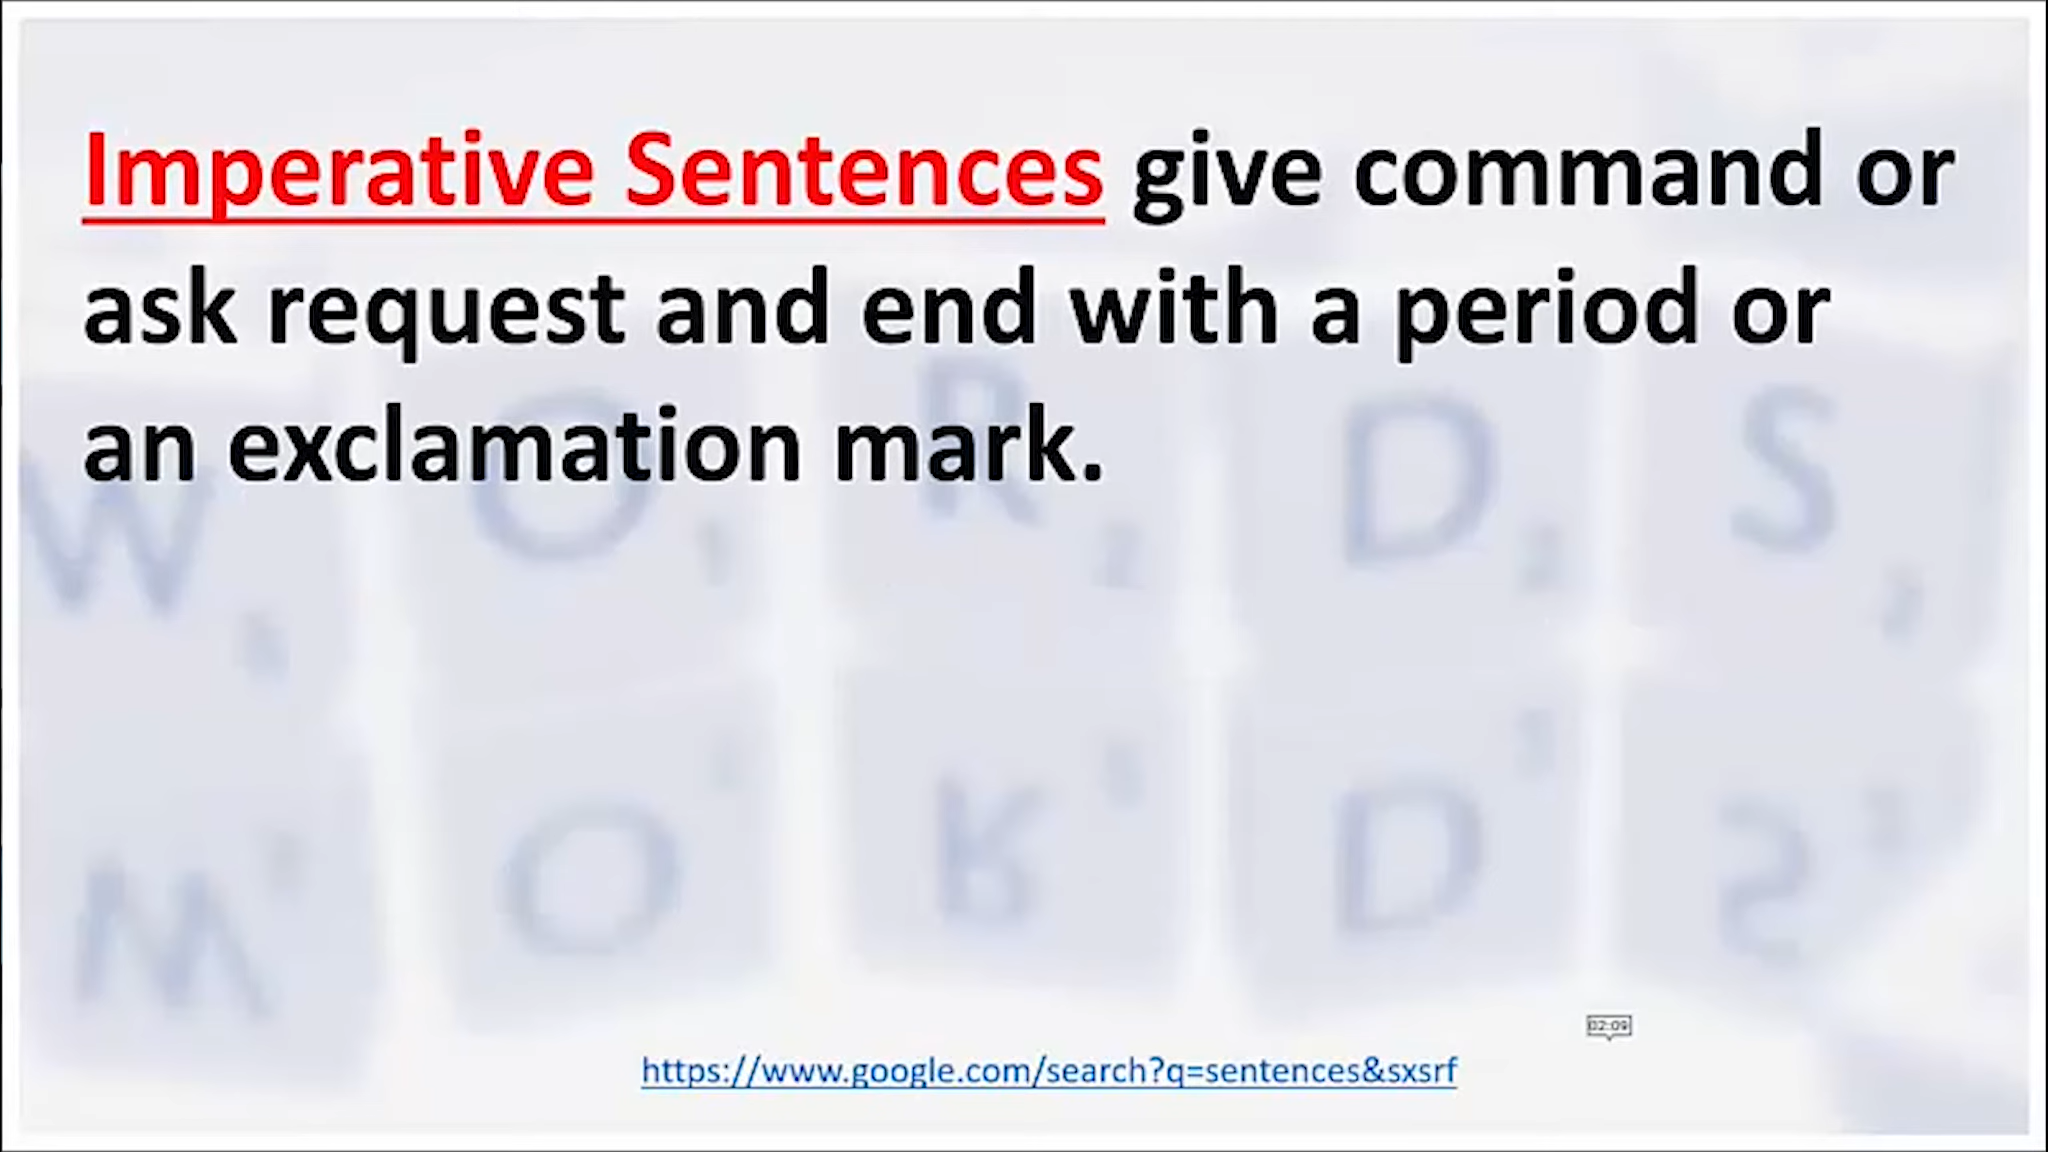 Imperative Sentences give command or
ask request and end with a period or
an exclamation mark.
W O R D S
W O R D S
02:09
https://www.google.com/search?q=sentences&sxsrf